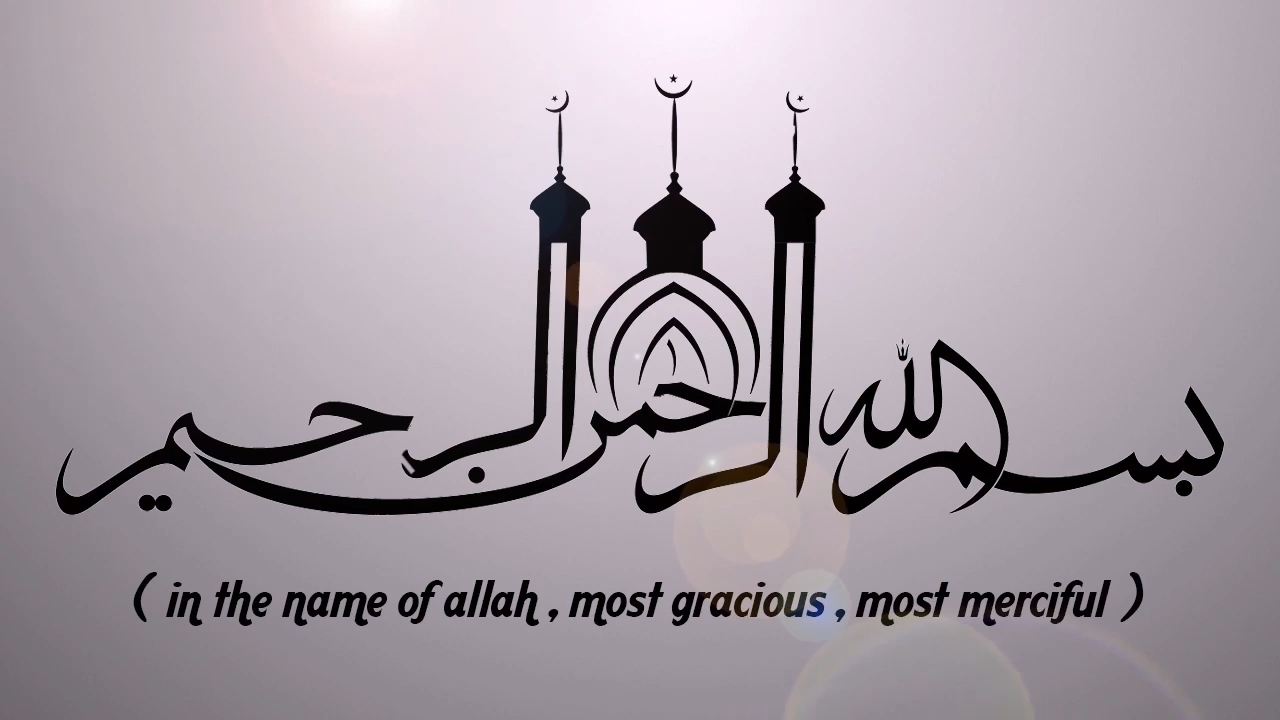 بسم الله الرحمن الرحيم
( in the name of allah , most gracious , most merciful )